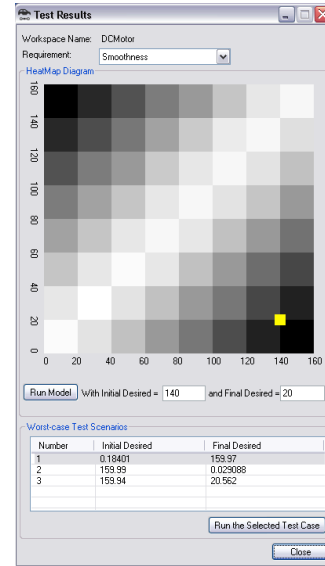 Test Results
Workspace Name: DCMotor
Requirement: Smoothness
HeatMap Diagram
160
140
120
100
80
60
40
20
0
0 20 40 60 80 100 120 140 160
Run Model With Initial Desired = 140 and Final Desired = 20
Worst-case Test Scenarios
Number Initial Desired Final Desired
1 0.18401 159.97
2 159.99 0.029088
3 159.94 20.562
Run the Selected Test Case
Close